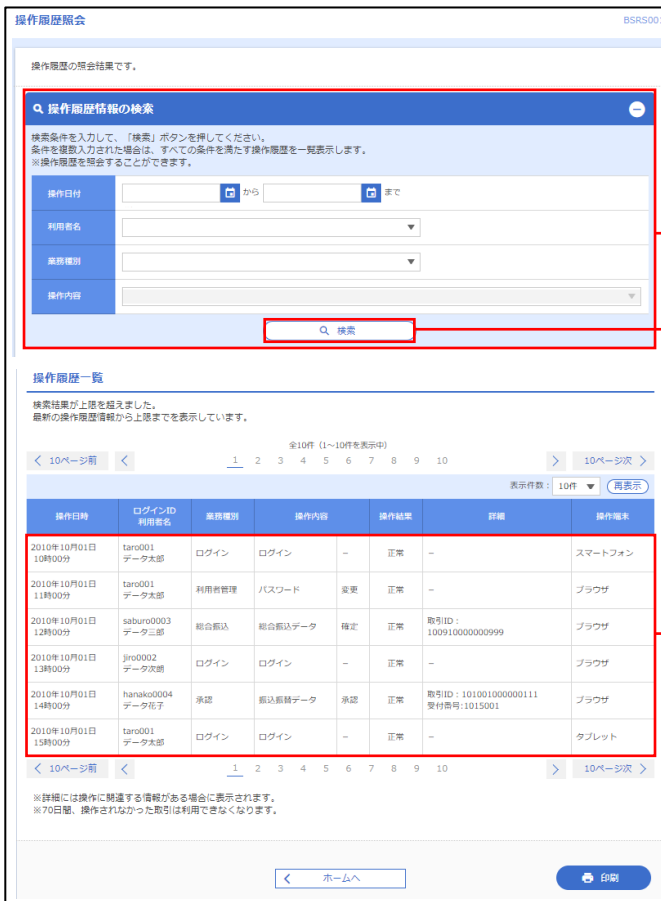 操作履歴照会
BSRS001
操作履歴の照会結果です。
操作履歴情報の検索
検索条件を入力して、「検索」ボタンを押してください。
条件を複数入力された場合は、すべての条件を満たす操作履歴を一覧表示します。
※操作履歴を照会することができます。
操作日付 から まで
利用者名
業務種別
操作内容
検索
操作履歴一覧
検索結果が上限を超えました。
最新の操作履歴情報から上限までを表示しています。
全10件（1～10件を表示中）
10ページ前 1 2 3 4 5 6 7 8 9 10 10ページ次
表示件数： 10件 再表示
操作日時 ログインID 利用者名 業務種別 操作内容 操作結果 詳細 操作端末
2010年10月01日 taro001
10時00分 データ太郎 ログイン ログイン － 正常 － スマートフォン
2010年10月01日 taro001
11時00分 データ太郎 利用者管理 パスワード 変更 正常 － ブラウザ
2010年10月01日 saburo0003 取引ID：
12時00分 データ三郎 総合振込 総合振込データ 確定 正常 100910000000999 ブラウザ
2010年10月01日 jiro0002
13時00分 データ次朗 ログイン ログイン － 正常 － ブラウザ
2010年10月01日 hanako0004 取引ID：101001000000111
14時00分 データ花子 承認 振込振替データ 承認 正常 受付番号:1015001 ブラウザ
2010年10月01日 taro001
15時00分 データ太郎 ログイン ログイン － 正常 － タブレット
10ページ前 1 2 3 4 5 6 7 8 9 10 10ページ次
※詳細には操作に関連する情報がある場合に表示されます。
※70日間、操作されなかった取引は利用できなくなります。
ホームへ
印刷